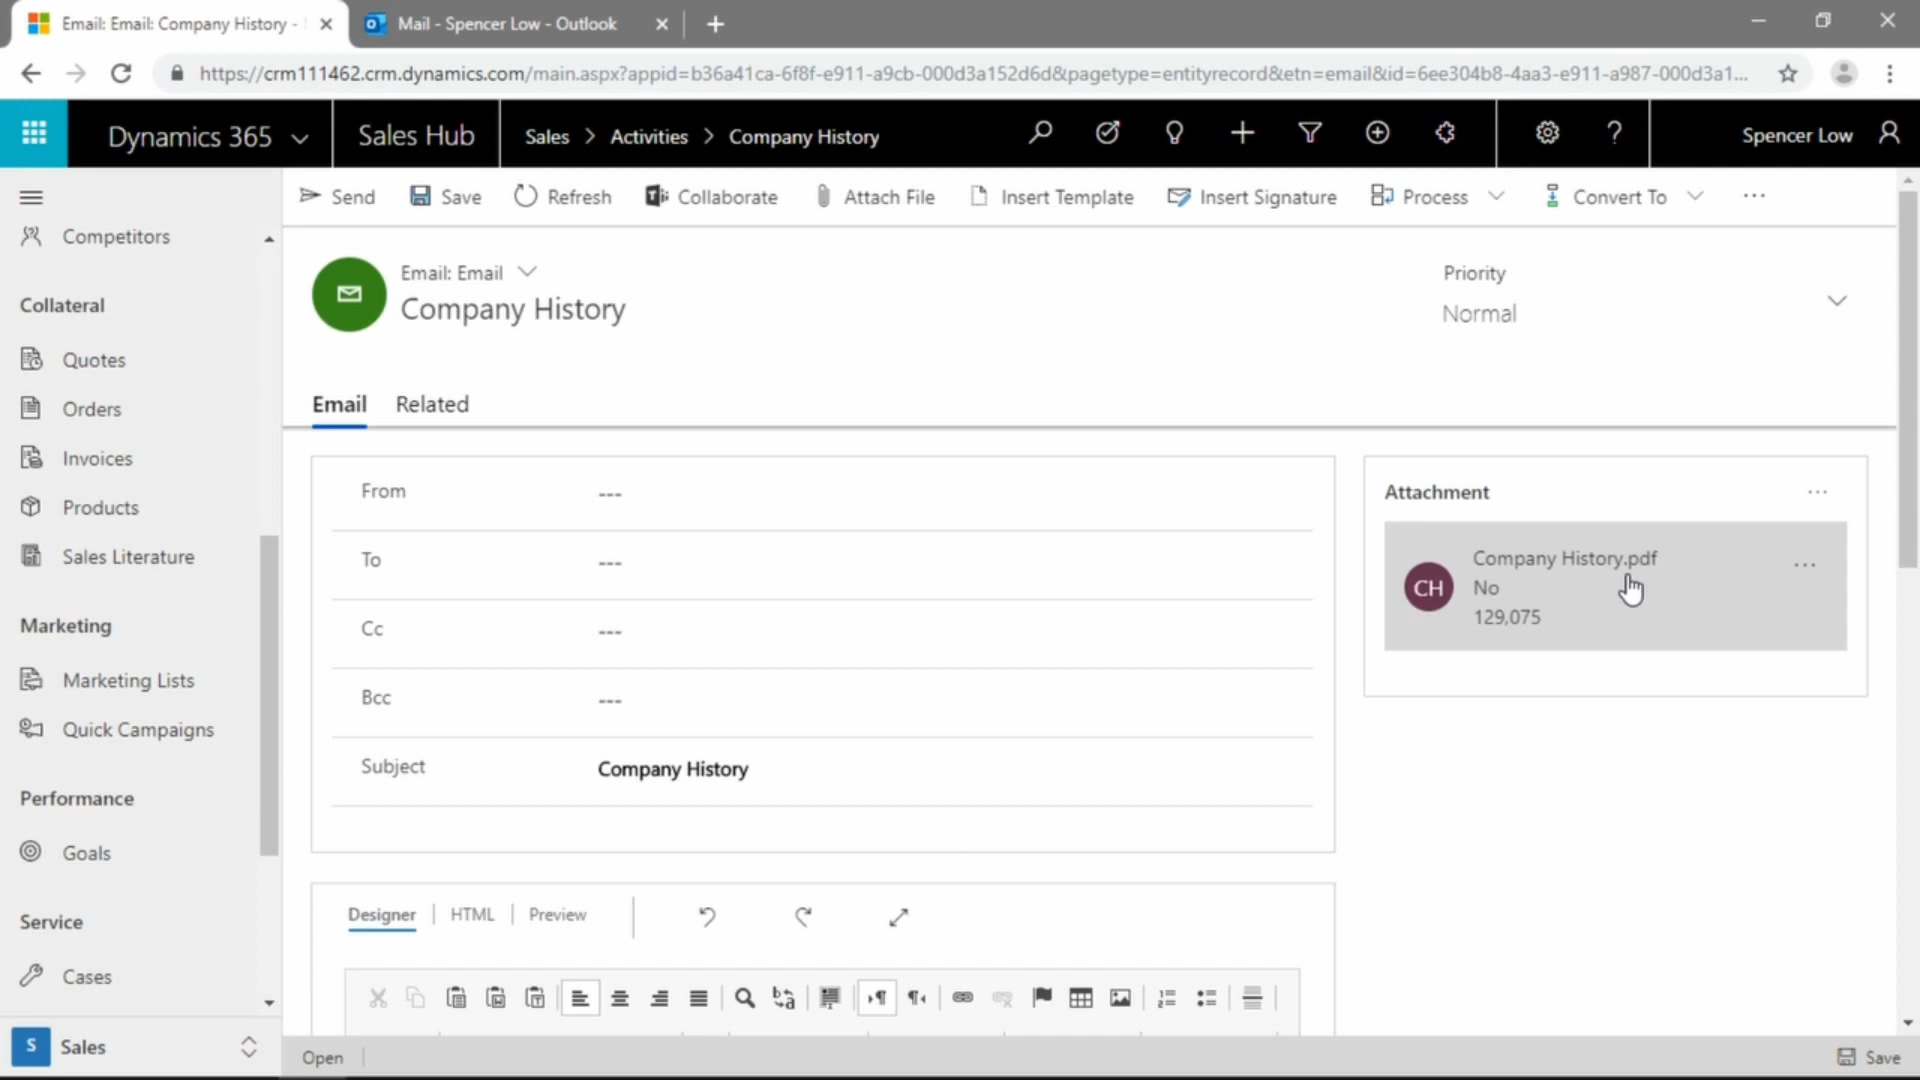 Email: Email: Company History -
Mail - Spencer Low - Outlook
https://crm111462.crm.dynamics.com/main.aspx?appid=b36a41ca-6f8f-e911-a9cb-000d3a152d6d&pagetype=entityrecord&etn=email&id=6ee304b8-4aa3-e911-a987-000d3a1...
Dynamics 365
Sales Hub
Sales > Activities > Company History
Spencer Low
Send
Save
Refresh
Collaborate
Attach File
Insert Template
Insert Signature
Process
Convert To
Competitors
Collateral
Quotes
Orders
Invoices
Products
Sales Literature
Marketing
Marketing Lists
Quick Campaigns
Performance
Goals
Service
Cases
S Sales
Email: Email
Company History
Priority
Normal
Email
Related
From ---
To ---
Cc ---
Bcc ---
Subject Company History
Attachment
CH
Company History.pdf
No
129,075
Designer | HTML | Preview
Open
Save